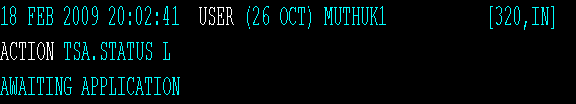 18 FEB 2009 20:02:41 USER (26 OCT) MUTHUK1 [320,IN]
ACTION TSA.STATUS L
AWAITING APPLICATION